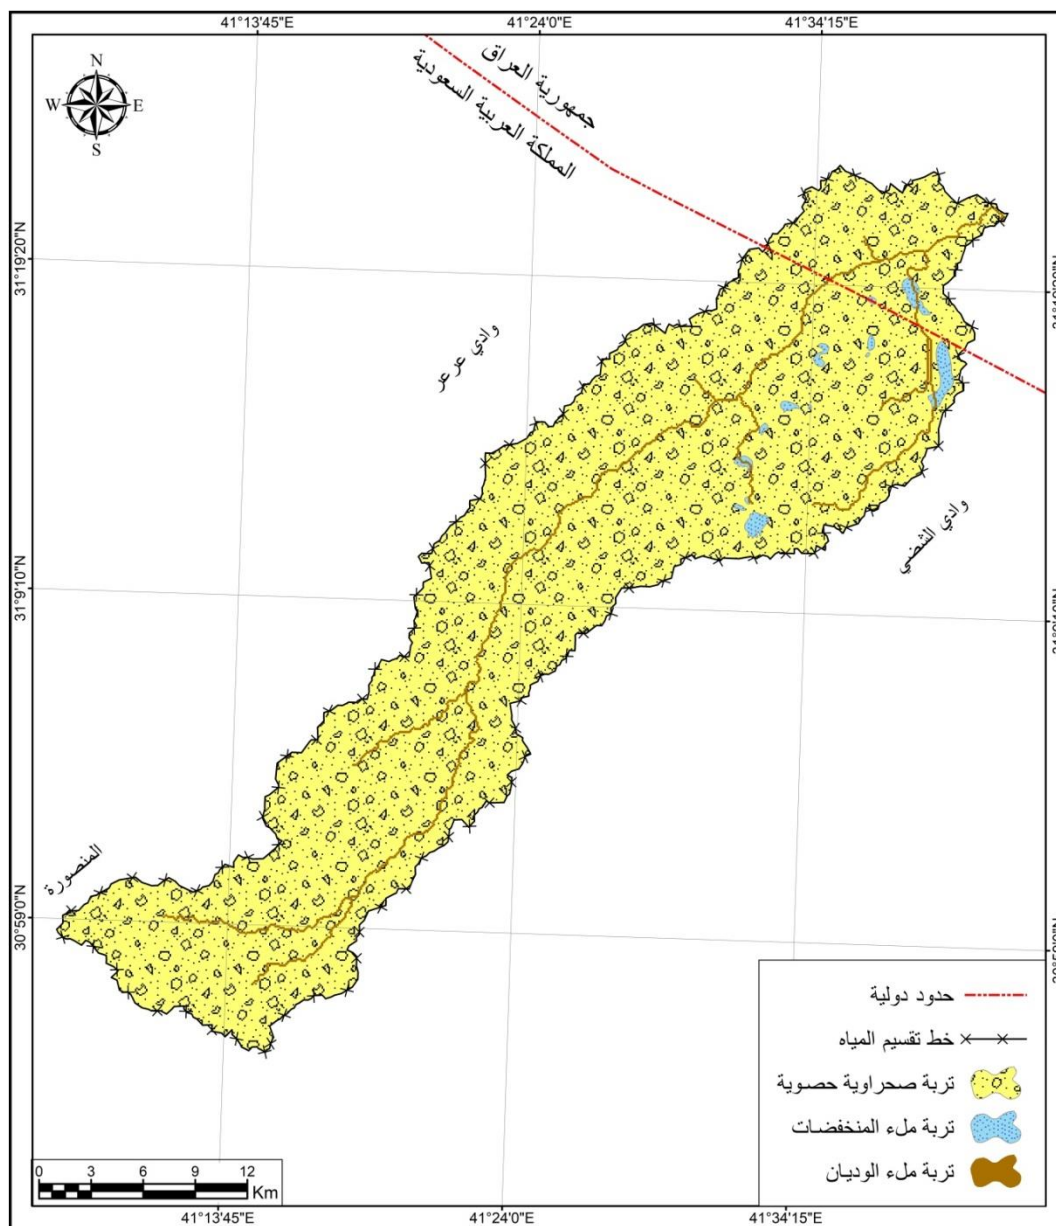 41°13'45"E
41°24'0"E
41°34'15"E
N
W
E
S
جمهورية العراق
المملكة العربية السعودية
31°19'20"N
وادي عرعر
وادي الشضي
31°9'10"N
المنصورة
30°59'0"N
حدود دولية
خط تقسيم المياه
تربة صحراوية حصوية
تربة ملء المنخفضات
تربة ملء الوديان
0 3 6 9 12
Km
41°13'45"E
41°24'0"E
41°34'15"E